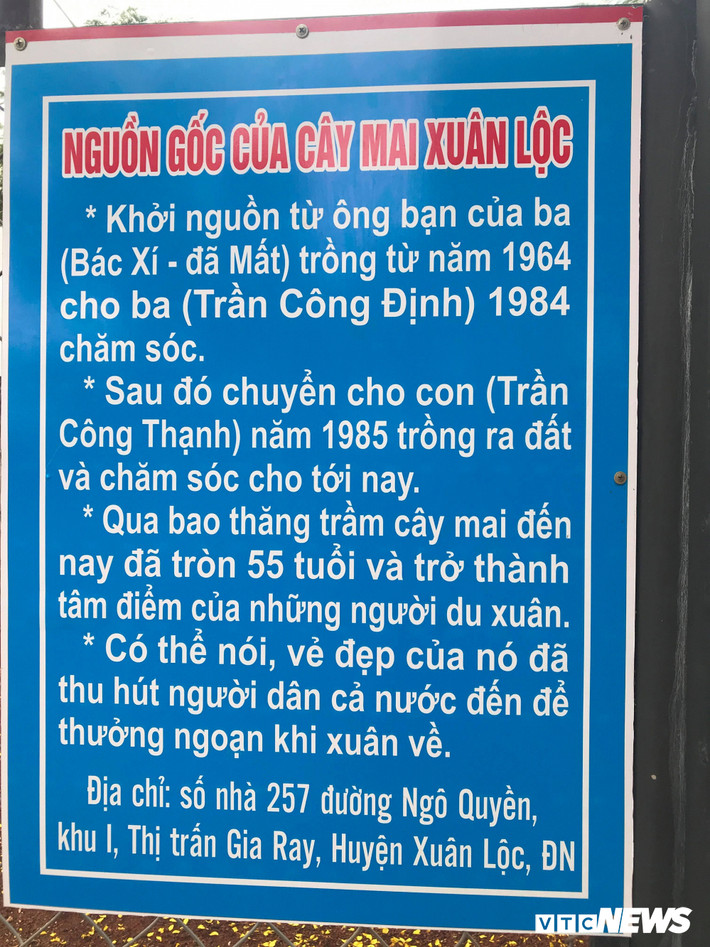 NGUỒN GỐC CỦA CÂY MAI XUÂN LỘC
* Khởi nguồn từ ông bạn của ba
(Bác Xí - đã Mất) trồng từ năm 1964
cho ba (Trần Công Định) 1984
chăm sóc.
* Sau đó chuyển cho con (Trần
Công Thạnh) năm 1985 trồng ra đất
và chăm sóc cho tới nay.
* Qua bao thăng trầm cây mai đến
nay đã tròn 55 tuổi và trở thành
tâm điểm của những người du xuân.
* Có thể nói, vẻ đẹp của nó đã
thu hút người dân cả nước đến để
thưởng ngoạn khi xuân về.
Địa chỉ: số nhà 257 đường Ngô Quyền,
khu I, Thị trấn Gia Ray, Huyện Xuân Lộc, ĐN
VTC NEWS